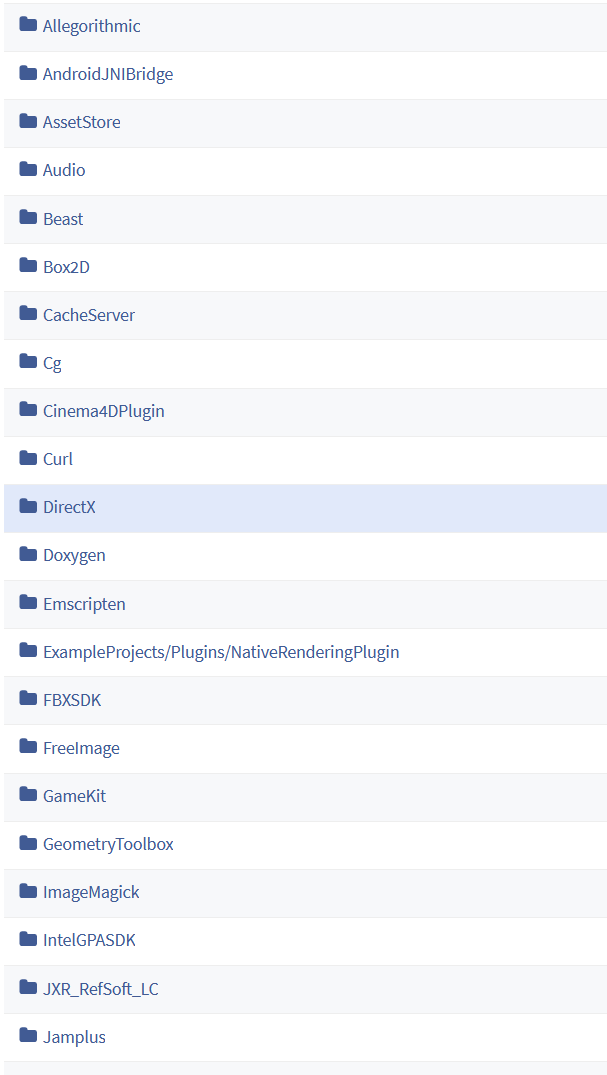 Allegorithmic
AndroidJNIBridge
AssetStore
Audio
Beast
Box2D
CacheServer
Cg
Cinema4DPlugin
Curl
DirectX
Doxygen
Emscripten
ExampleProjects/Plugins/NativeRenderingPlugin
FBXSDK
FreeImage
GameKit
GeometryToolbox
ImageMagick
IntelGPASDK
JXR_RefSoft_LC
Jamplus